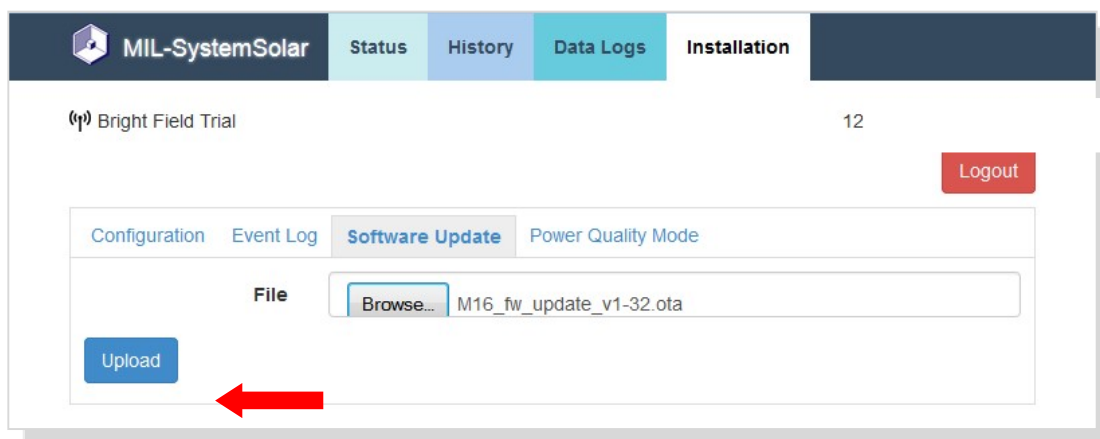 MIL-SystemSolar Status History Data Logs Installation
Bright Field Trial 12
Logout
Configuration Event Log Software Update Power Quality Mode
File Browse... M16_fw_update_v1-32.ota
Upload